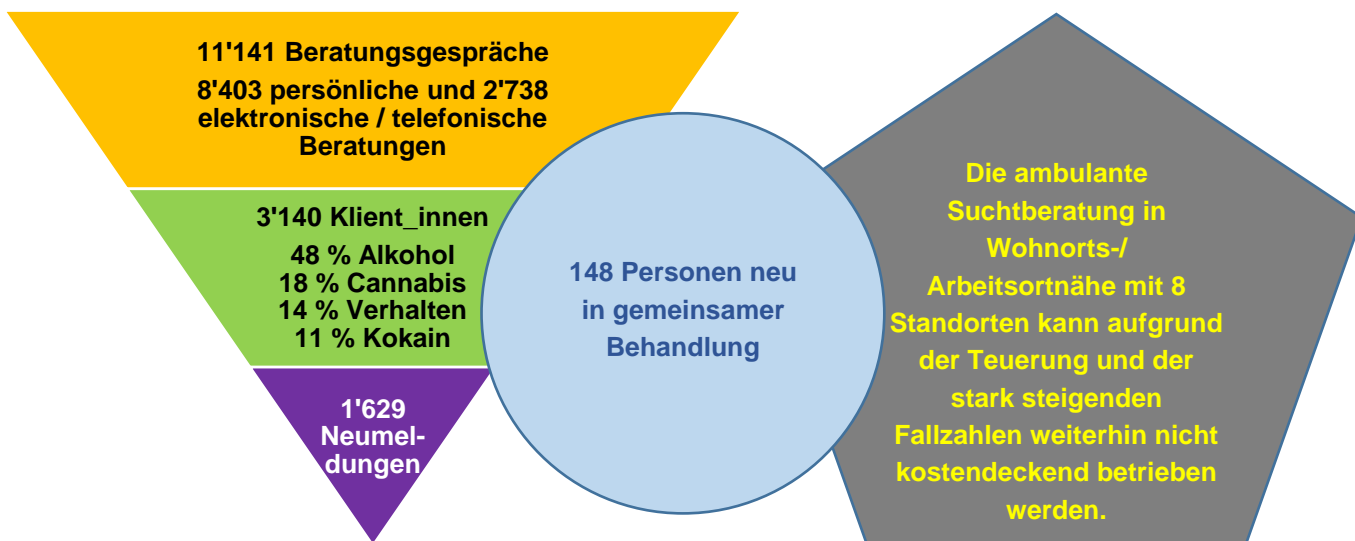 11'141 Beratungsgespräche
8'403 persönliche und 2'738
elektronische / telefonische
Beratungen
3'140 Klient_innen
48 % Alkohol
18 % Cannabis
14 % Verhalten
11 % Kokain
1'629
Neumel-
dungen
148 Personen neu
in gemeinsamer
Behandlung
Die ambulante
Suchtberatung in
Wohnorts-/
Arbeitsortnähe mit 8
Standorten kann aufgrund
der Teuerung und der
stark steigenden
Fallzahlen weiterhin nicht
kostendeckend betrieben
werden.